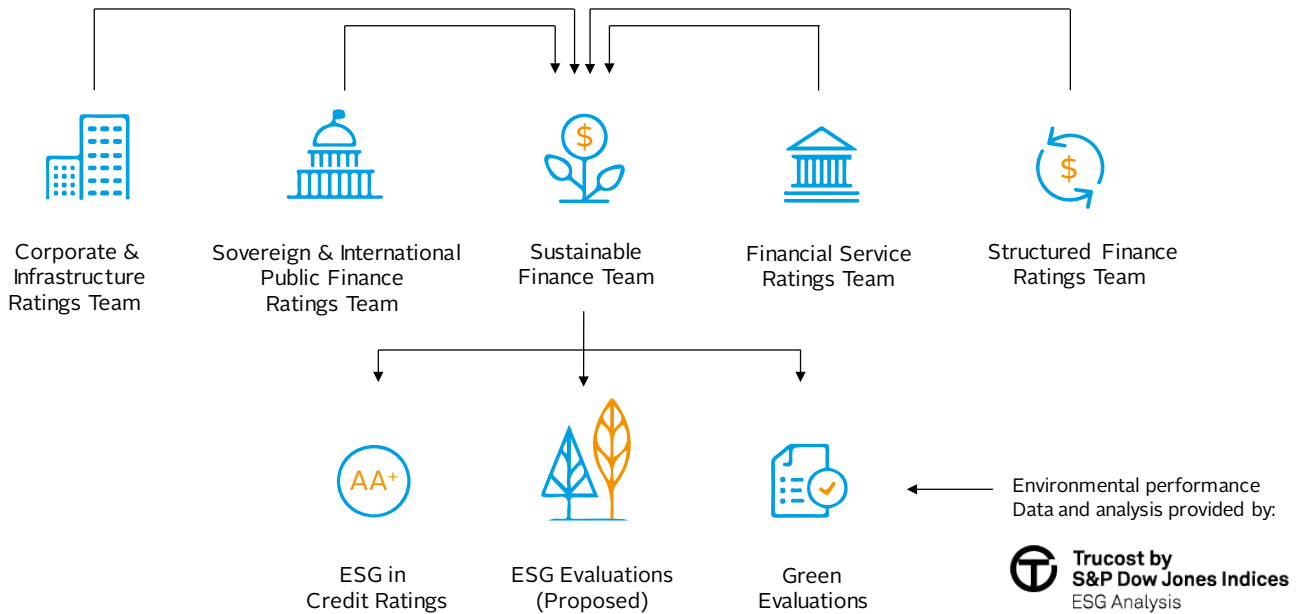 $
$
Corporate &
Infrastructure
Ratings Team
Sovereign & International
Public Finance
Ratings Team
Sustainable
Finance Team
Financial Service
Ratings Team
Structured Finance
Ratings Team
AA+
ESG in
Credit Ratings
ESG Evaluations
(Proposed)
Green
Evaluations
Environmental performance
Data and analysis provided by:
Trucost by
S&P Dow Jones Indices
ESG Analysis